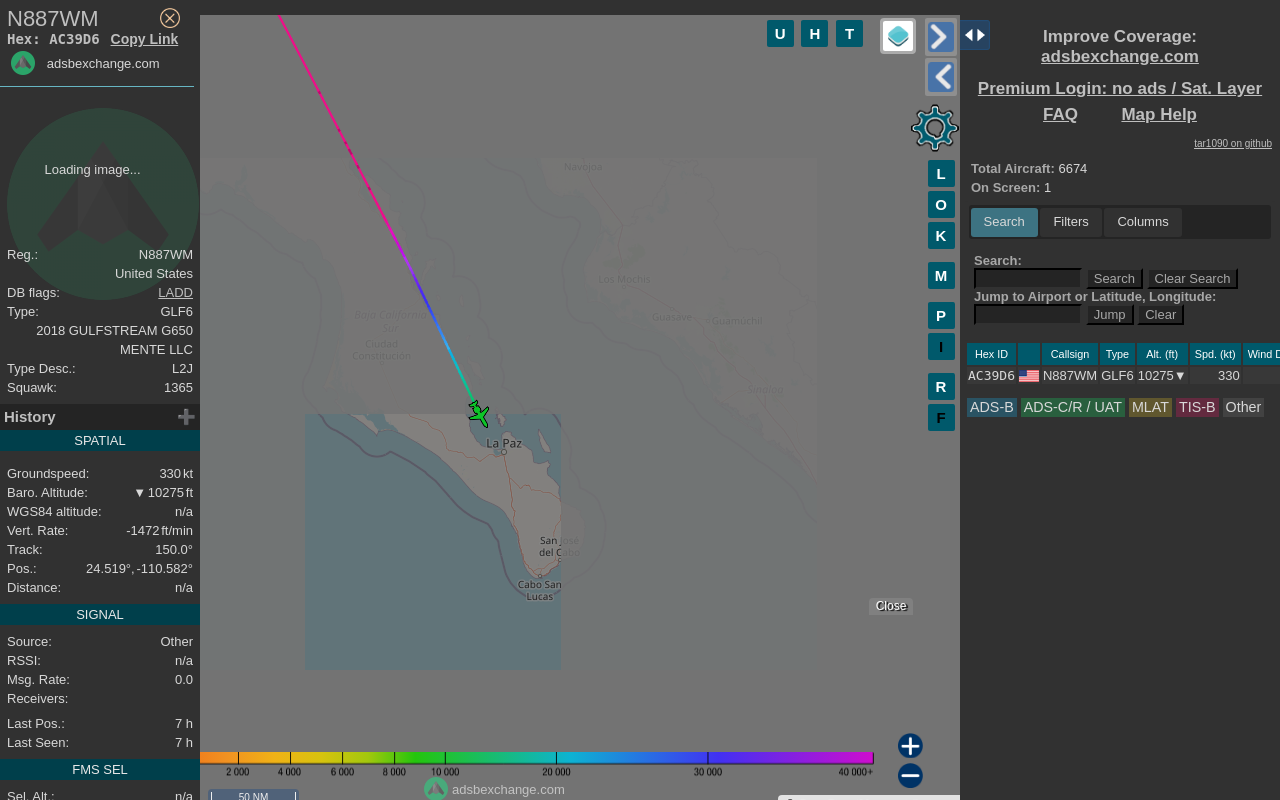 N887WM
Hex: AC39D6 Copy Link
adsbexchange.com
Loading image...
Reg.: N887WM
United States
DB flags: LADD
Type: GLF6
2018 GULFSTREAM G650
MENTE LLC
Type Desc.: L2J
Squawk: 1365
History
SPATIAL
Groundspeed: 330 kt
Baro. Altitude: ▼ 10275 ft
WGS84 altitude: n/a
Vert. Rate: -1472 ft/min
Track: 150.0°
Pos.: 24.519°, -110.582°
Distance: n/a
SIGNAL
Source: Other
RSSI: n/a
Msg. Rate: 0.0
Receivers:
Last Pos.: 7 h
Last Seen: 7 h
FMS SEL
Sel. Alt.: n/a
U H T
L
O
K
M
P
I
R
F
Navojoa
Los Mochis
Guasave
Guamúchil
Baja California
Sur
Ciudad
Constitución
La Paz
San José
del Cabo
Cabo San
Lucas
Close
2 000 4 000 6 000 8 000 10 000 20 000 30 000 40 000+
adsbexchange.com
50 NM
Improve Coverage:
adsbexchange.com
Premium Login: no ads / Sat. Layer
FAQ Map Help
tar1090 on github
Total Aircraft: 6674
On Screen: 1
Search Filters Columns
Search:
Search Clear Search
Jump to Airport or Latitude, Longitude:
Jump Clear
Hex ID Callsign Type Alt. (ft) Spd. (kt) Wind D
AC39D6 N887WM GLF6 10275▼ 330
ADS-B ADS-C/R / UAT MLAT TIS-B Other